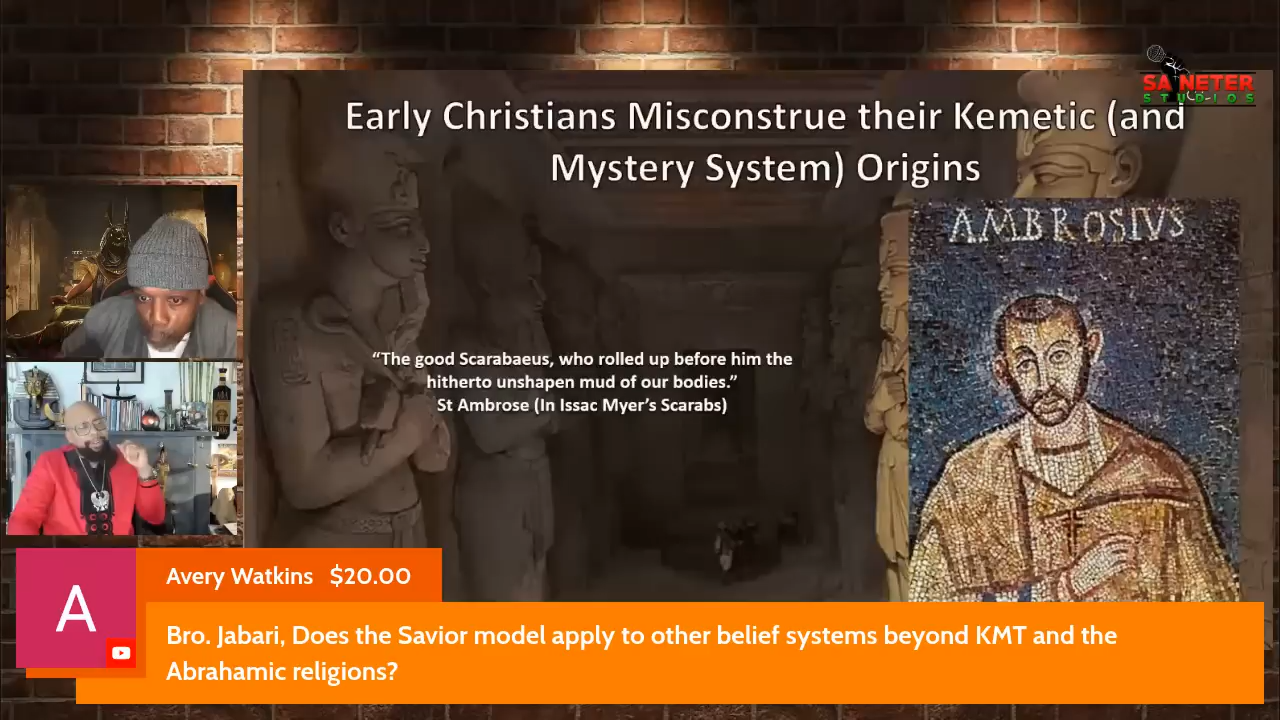 SA NETER
STUDIOS
Early Christians Misconstrue their Kemetic (and
Mystery System) Origins
AMBROSIVS
“The good Scarabaeus, who rolled up before him the
hitherto unshapen mud of our bodies.”
St Ambrose (In Issac Myer’s Scarabs)
A
Avery Watkins $20.00
Bro. Jabari, Does the Savior model apply to other belief systems beyond KMT and the
Abrahamic religions?